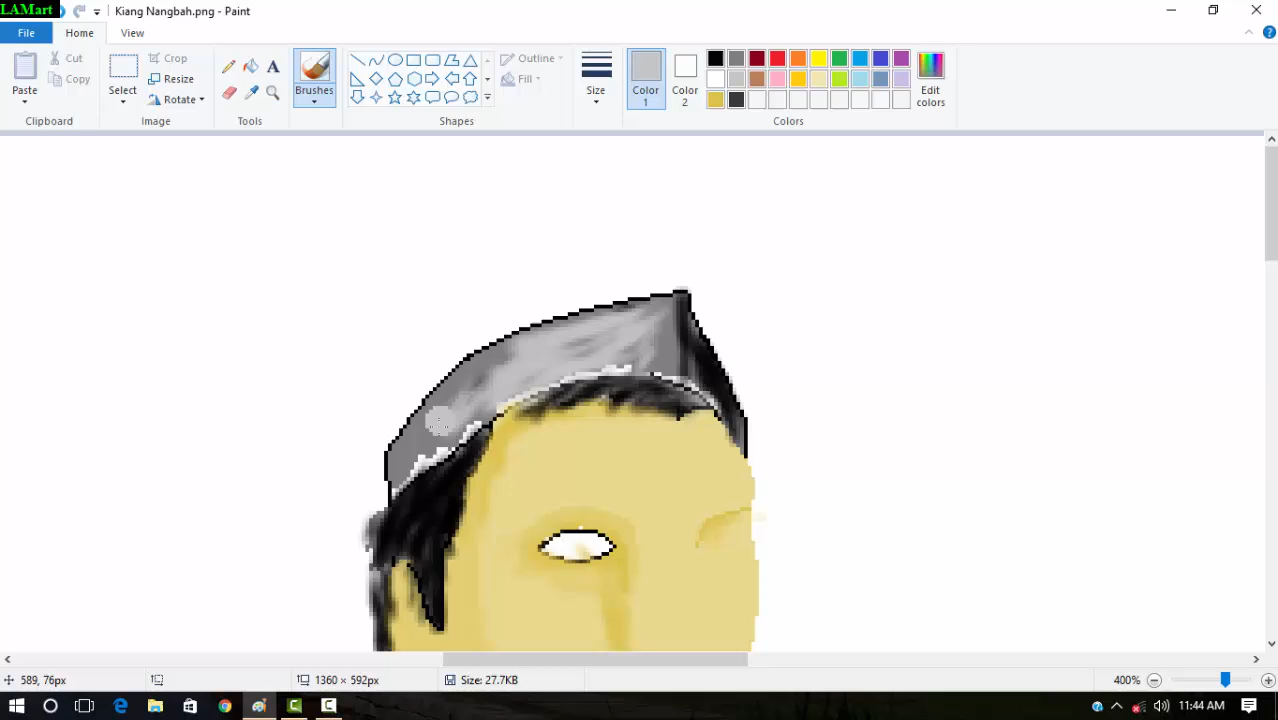 LAMart
Kiang Nangbah.png - Paint
File
Home
View
Paste
Cut
Copy
Clipboard
Select
Crop
Resize
Rotate
Image
Tools
Brushes
Shapes
Outline
Fill
Size
Color 1
Color 2
Colors
Edit colors
589, 76px
1360 × 592px
Size: 27.7KB
400%
11:44 AM